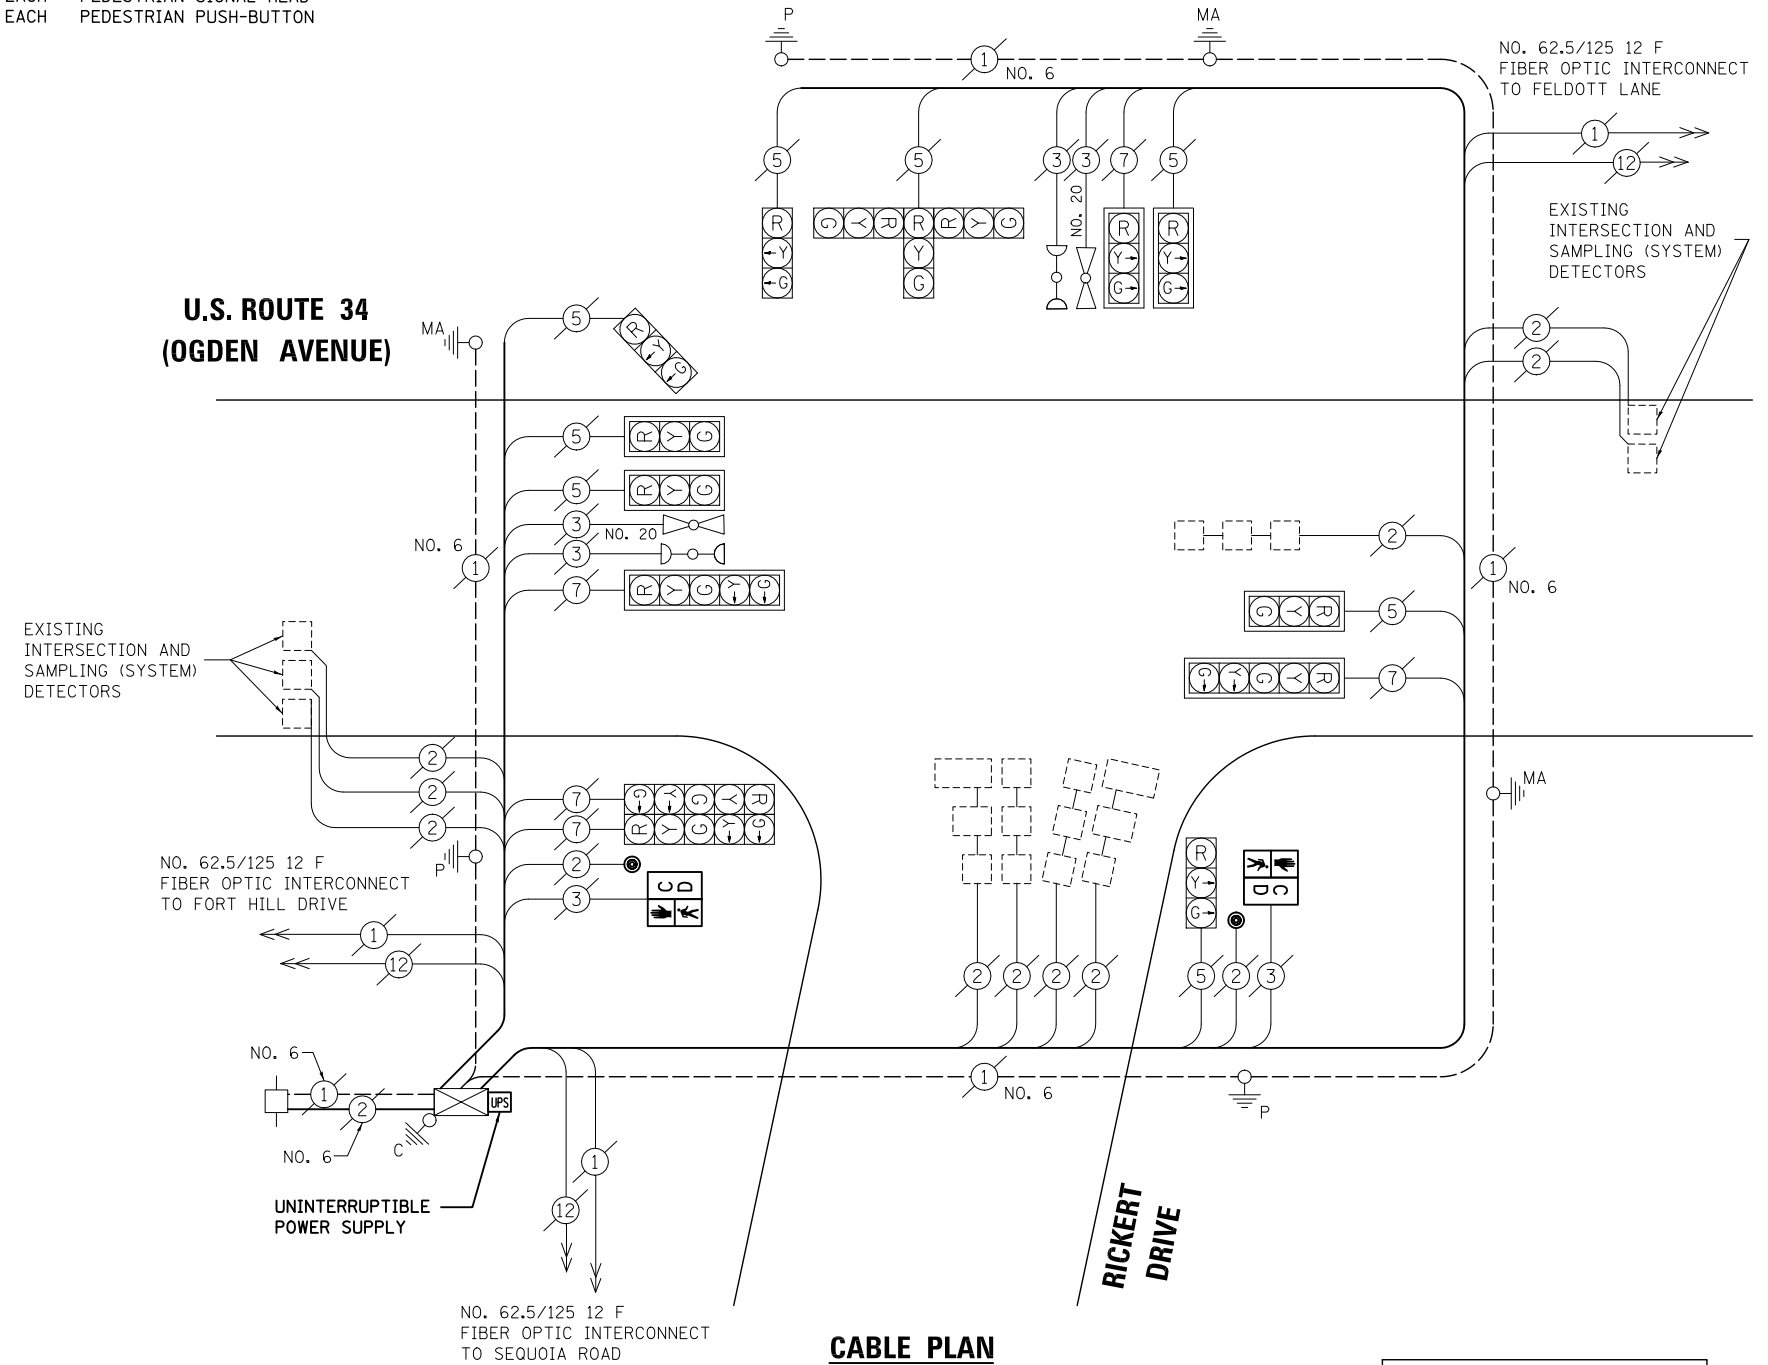 EACH PEDESTRIAN SIGNAL HEAD
EACH PEDESTRIAN PUSH-BUTTON
P
MA
1
NO. 6
NO. 62.5/125 12 F
FIBER OPTIC INTERCONNECT
TO FELDOTT LANE
1
12
5
5
3
3
7
5
NO. 20
R
Y
G
G Y R R R Y G
Y
G
R
Y
G
R
Y
G
EXISTING
INTERSECTION AND
SAMPLING (SYSTEM)
DETECTORS
U.S. ROUTE 34
(OGDEN AVENUE)
MA
5
R Y G
2
2
5
R Y G
5
R Y G
3
NO. 20
3
7
R Y G Y G
NO. 6
1
2
1
NO. 6
G Y R
5
G Y G Y R
7
EXISTING
INTERSECTION AND
SAMPLING (SYSTEM)
DETECTORS
2
2
2
7
G Y G Y R
7
R Y G Y G
2
3
C D
P
MA
R
Y
G
C
D
NO. 62.5/125 12 F
FIBER OPTIC INTERCONNECT
TO FORT HILL DRIVE
1
12
2
2
2
2
5
2
3
NO. 6
1
2
NO. 6
UPS
C
1
NO. 6
P
UNINTERRUPTIBLE
POWER SUPPLY
1
12
RICKERT
DRIVE
NO. 62.5/125 12 F
FIBER OPTIC INTERCONNECT
TO SEQUOIA ROAD
CABLE PLAN